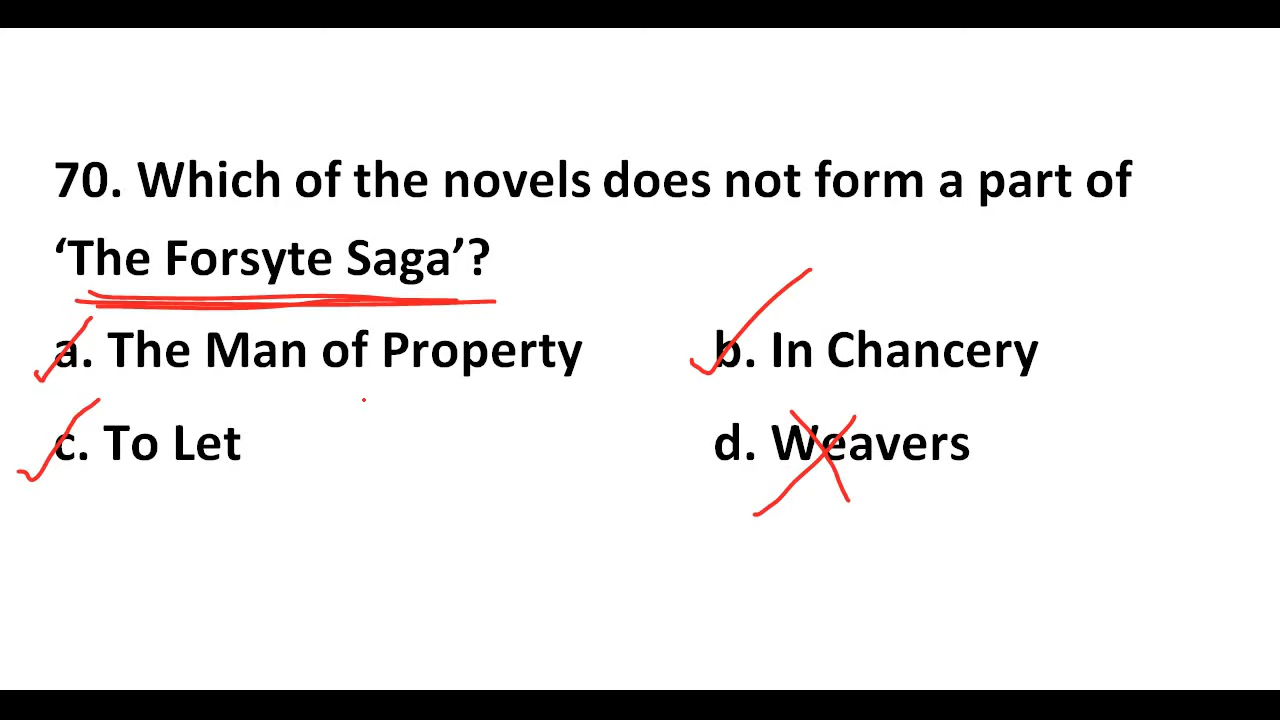 70. Which of the novels does not form a part of
‘The Forsyte Saga’?
a. The Man of Property b. In Chancery
c. To Let d. Weavers